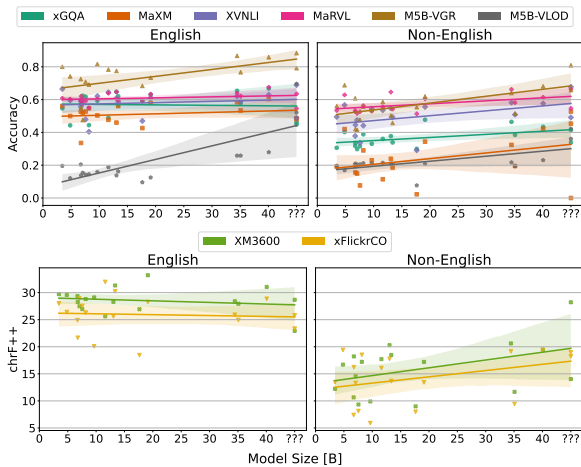 xGQA MaXM XVNLI MaRVL M5B-VGR M5B-VLOD
English Non-English
Accuracy
0.8
0.6
0.4
0.2
0.0
0 5 10 15 20 25 30 35 40 ???
0 5 10 15 20 25 30 35 40 ???
XM3600 xFlickrCO
English Non-English
chrF++
30
25
20
15
10
5
0 5 10 15 20 25 30 35 40 ???
0 5 10 15 20 25 30 35 40 ???
Model Size [B]